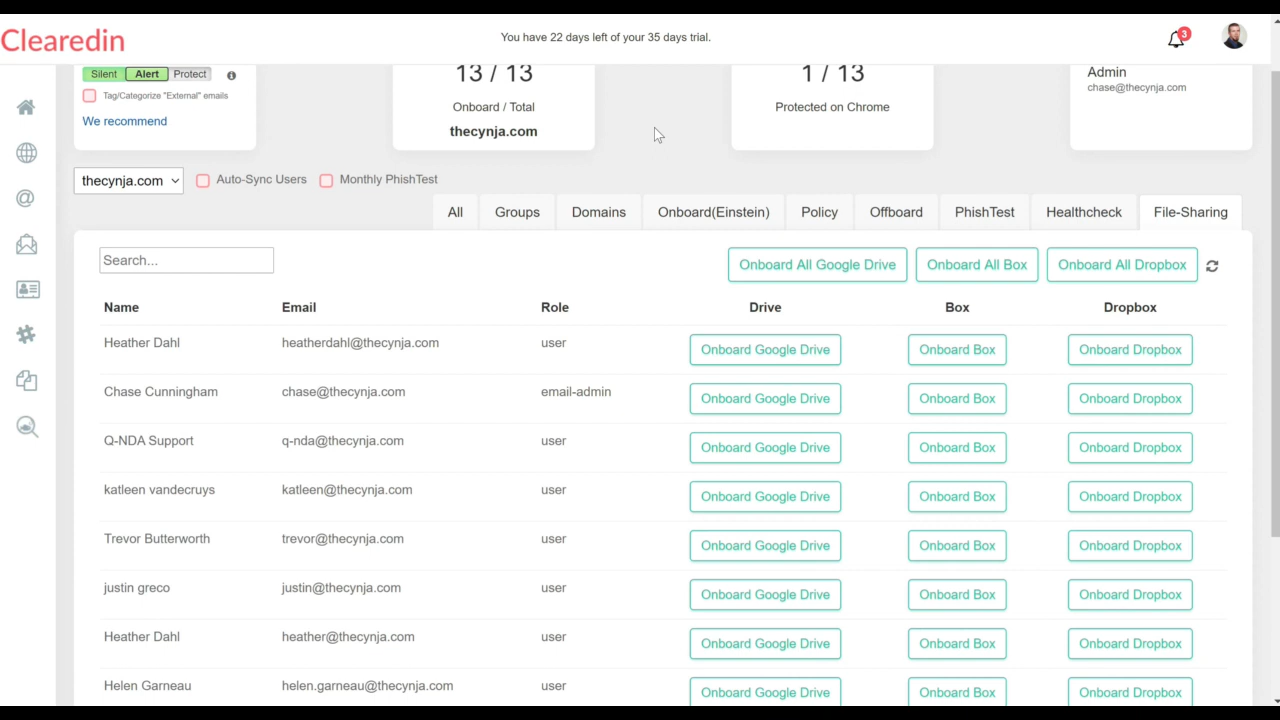 Clearedin
You have 22 days left of your 35 days trial.
3
Silent Alert Protect
Tag/Categorize "External" emails
We recommend
13 / 13
Onboard / Total
thecynja.com
1 / 13
Protected on Chrome
Admin
chase@thecynja.com
thecynja.com Auto-Sync Users Monthly PhishTest
All Groups Domains Onboard(Einstein) Policy Offboard PhishTest Healthcheck File-Sharing
Search... Onboard All Google Drive Onboard All Box Onboard All Dropbox
Name Email Role Drive Box Dropbox
Heather Dahl heatherdahl@thecynja.com user Onboard Google Drive Onboard Box Onboard Dropbox
Chase Cunningham chase@thecynja.com email-admin Onboard Google Drive Onboard Box Onboard Dropbox
Q-NDA Support q-nda@thecynja.com user Onboard Google Drive Onboard Box Onboard Dropbox
katleen vandecruys katleen@thecynja.com user Onboard Google Drive Onboard Box Onboard Dropbox
Trevor Butterworth trevor@thecynja.com user Onboard Google Drive Onboard Box Onboard Dropbox
justin greco justin@thecynja.com user Onboard Google Drive Onboard Box Onboard Dropbox
Heather Dahl heather@thecynja.com user Onboard Google Drive Onboard Box Onboard Dropbox
Helen Garneau helen.garneau@thecynja.com user Onboard Google Drive Onboard Box Onboard Dropbox